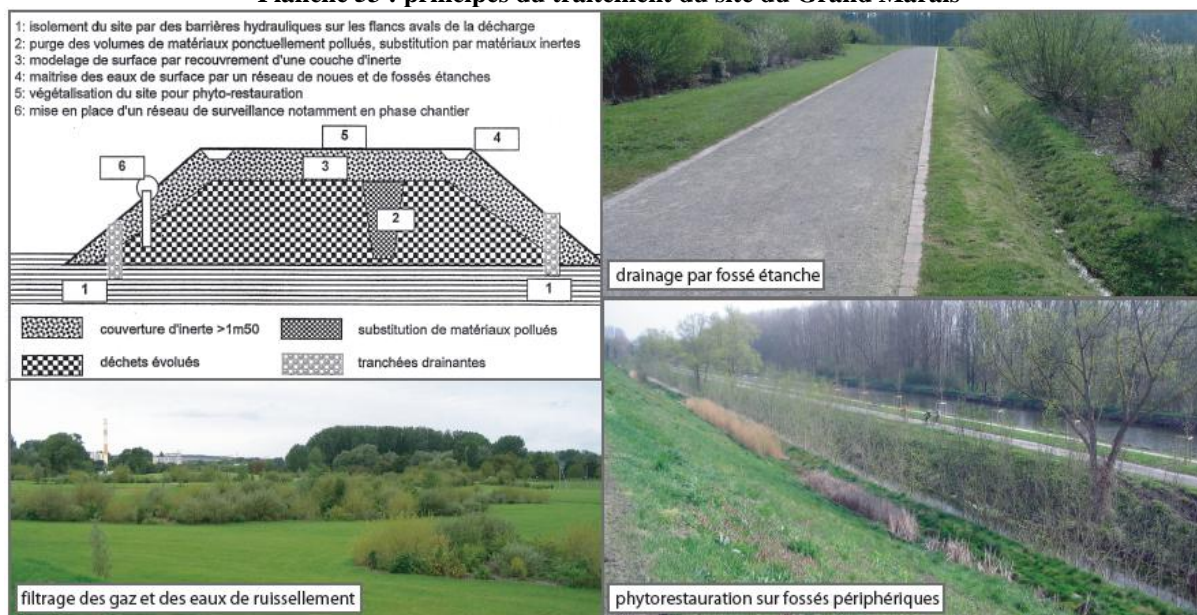 Planche 33 : principes du traitement du site du Grand Marais
1: isolement du site par des barrières hydrauliques sur les flancs avals de la décharge
2: purge des volumes de matériaux ponctuellement pollués, substitution par matériaux inertes
3: modelage de surface par recouvrement d'une couche d'inerte
4: maitrise des eaux de surface par un réseau de noues et de fossés étanches
5: végétalisation du site pour phyto-restauration
6: mise en place d'un réseau de surveillance notamment en phase chantier
5
4
6
3
2
1
1
couverture d'inerte >1m50
substitution de matériaux pollués
déchets évolués
tranchées drainantes
drainage par fossé étanche
filtrage des gaz et des eaux de ruissellement
phytorestauration sur fossés périphériques